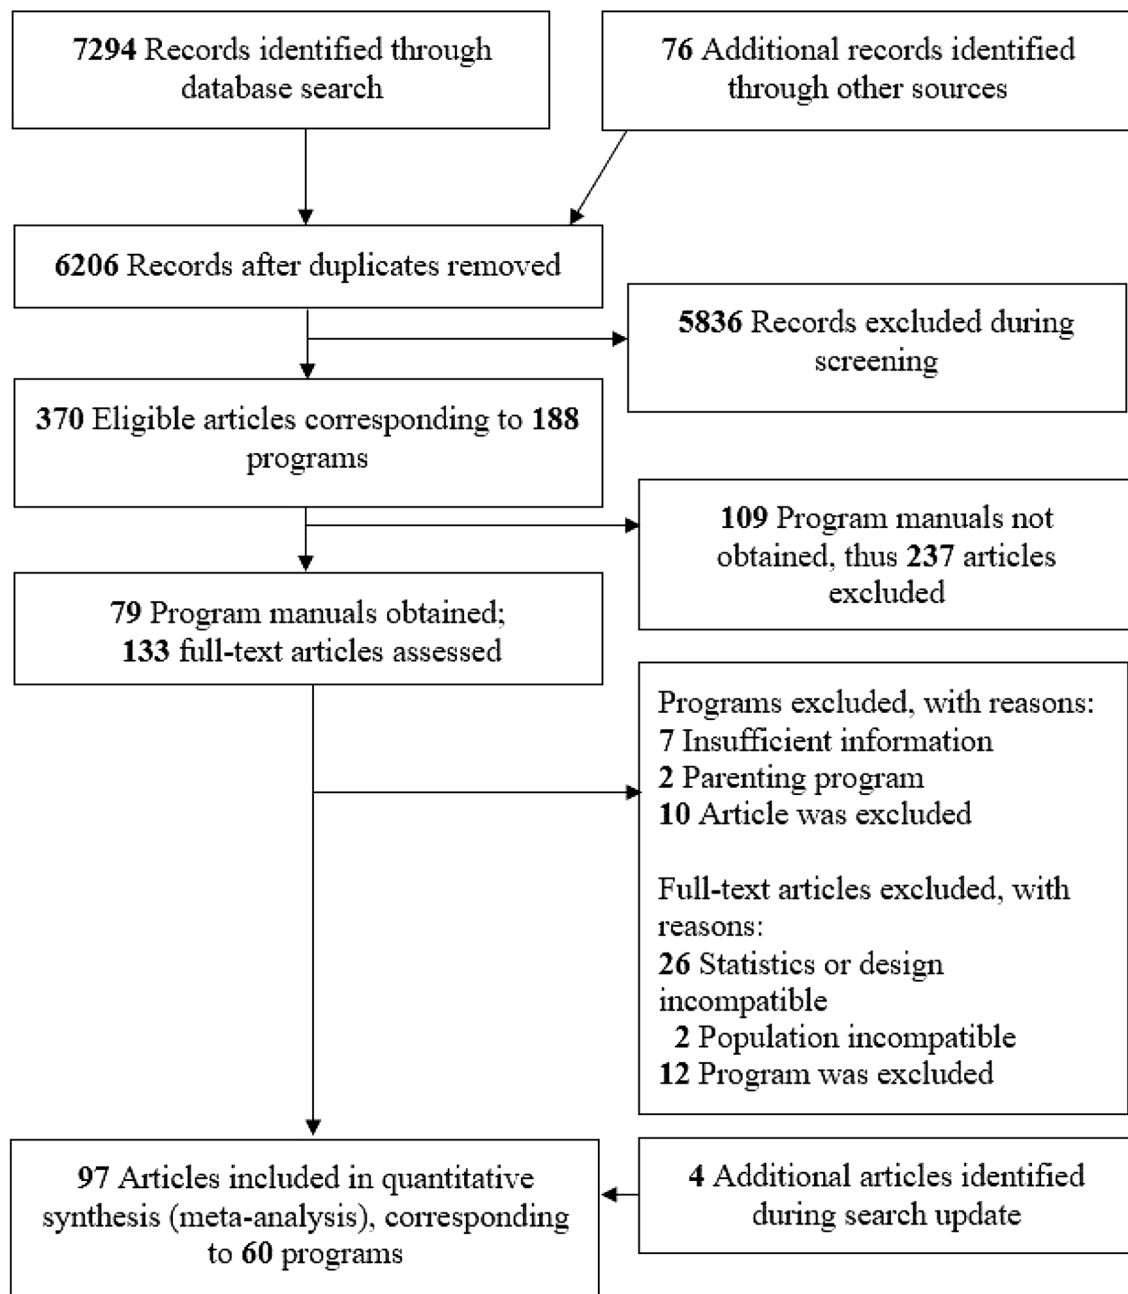 7294 Records identified through
database search
76 Additional records identified
through other sources
6206 Records after duplicates removed
5836 Records excluded during
screening
370 Eligible articles corresponding to 188
programs
109 Program manuals not
obtained, thus 237 articles
excluded
79 Program manuals obtained;
133 full-text articles assessed
Programs excluded, with reasons:
7 Insufficient information
2 Parenting program
10 Article was excluded
Full-text articles excluded, with
reasons:
26 Statistics or design
incompatible
2 Population incompatible
12 Program was excluded
97 Articles included in quantitative
synthesis (meta-analysis), corresponding
to 60 programs
4 Additional articles identified
during search update